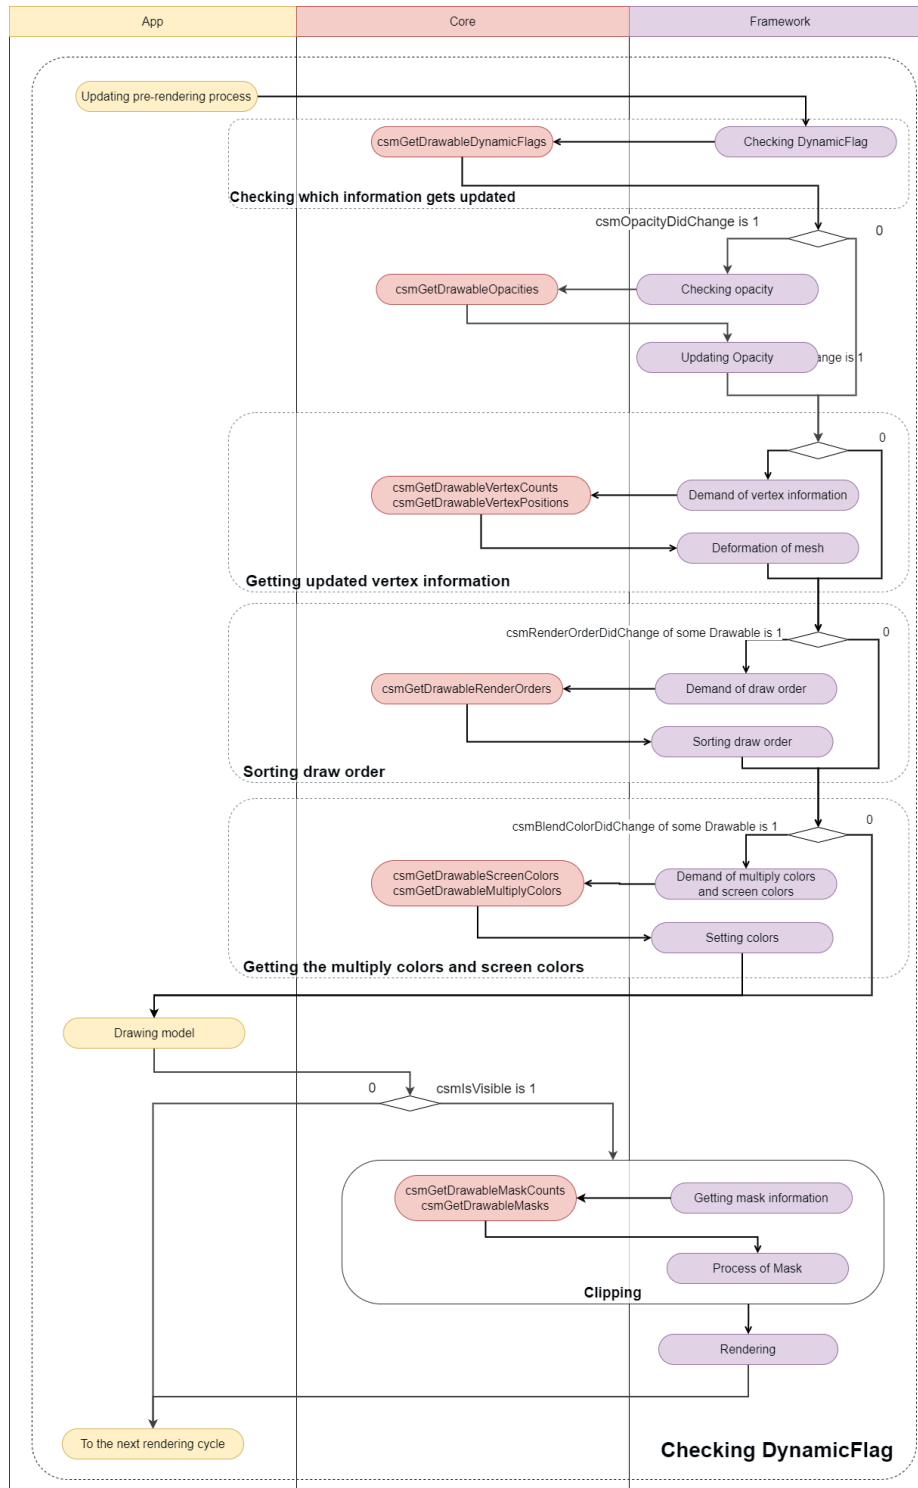 App
Core
Framework
Updating pre-rendering process
csmGetDrawableDynamicFlags
Checking DynamicFlag
Checking which information gets updated
csmOpacityDidChange is 1
0
csmGetDrawableOpacities
Checking opacity
Updating Opacity
is 1
0
csmGetDrawableVertexCounts
csmGetDrawableVertexPositions
Demand of vertex information
Deformation of mesh
Getting updated vertex information
csmRenderOrderDidChange of some Drawable is 1
0
csmGetDrawableRenderOrders
Demand of draw order
Sorting draw order
Sorting draw order
csmBlendColorDidChange of some Drawable is 1
0
csmGetDrawableScreenColors
csmGetDrawableMultiplyColors
Demand of multiply colors
and screen colors
Setting colors
Getting the multiply colors and screen colors
Drawing model
0
csmIsVisible is 1
csmGetDrawableMaskCounts
csmGetDrawableMasks
Getting mask information
Process of Mask
Clipping
Rendering
To the next rendering cycle
Checking DynamicFlag